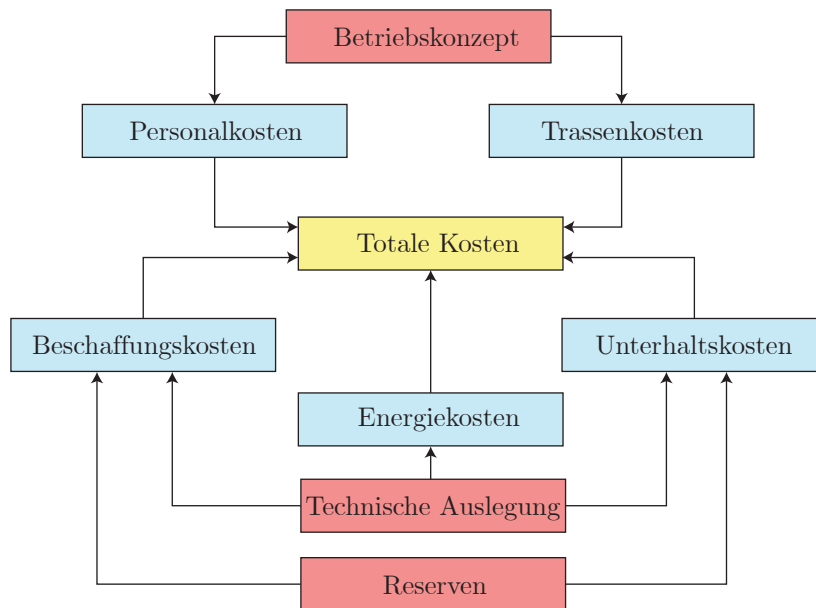 Betriebskonzept
Personalkosten
Trassenkosten
Totale Kosten
Beschaffungskosten
Unterhaltskosten
Energiekosten
Technische Auslegung
Reserven